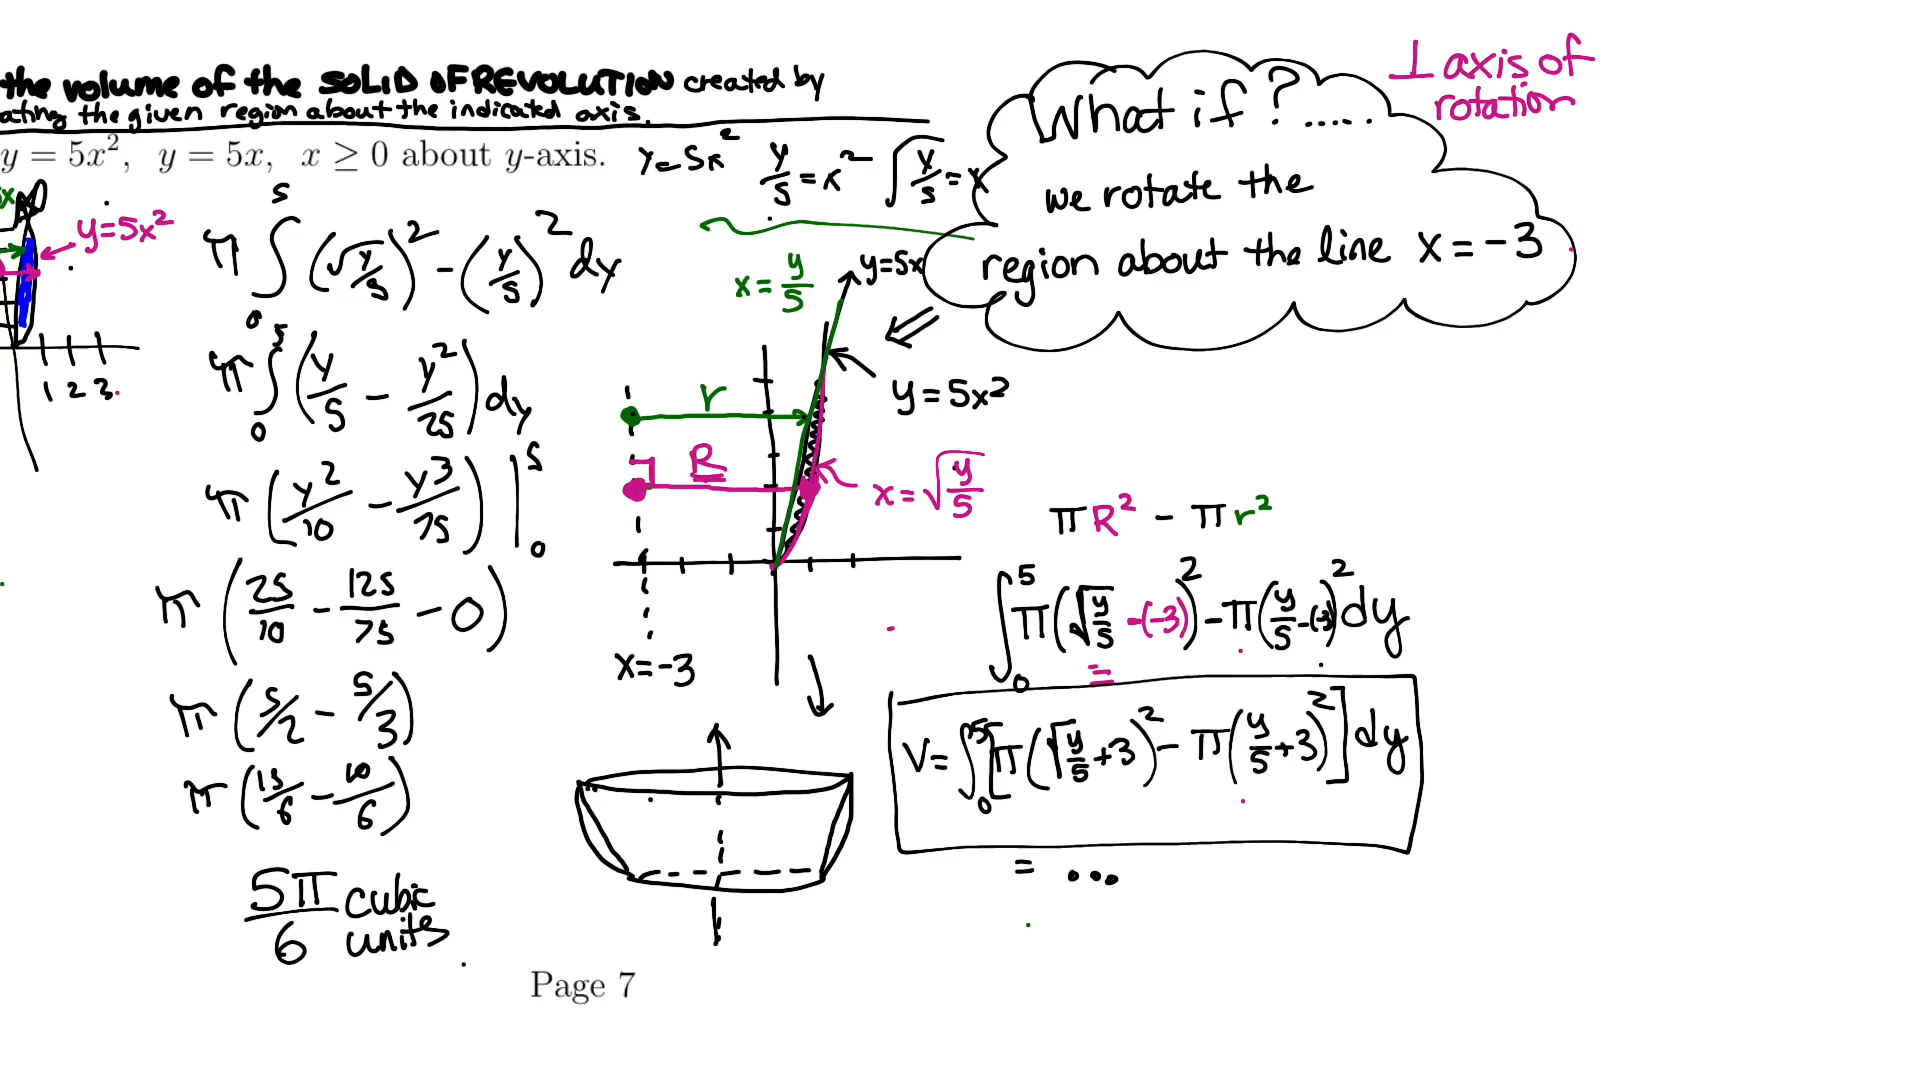 the volume of the SOLID OF REVOLUTION created by
ating the given region about the indicated axis.
y = 5x², y = 5x, x ≥ 0 about y-axis.
y=5x² y/5=x² √(y/5)=x
y=5x²
1 2 3
π∫₀⁵ (√(y/5))² - (y/5)² dy
π∫₀⁵ (y/5 - y²/25) dy
π (y²/10 - y³/75) |₀⁵
π (25/10 - 125/75 - 0)
π (5/2 - 5/3)
π (15/6 - 10/6)
5π/6 cubic units
What if?.....
we rotate the
region about the line x = -3
⊥ axis of
rotation
x = y/5
y=5x
y=5x²
r
R
x=√(y/5)
x=-3
πR² - πr²
∫₀⁵ π(√(y/5) -(-3))² - π(y/5 -(-3))² dy
V= ∫₀⁵ [π(√(y/5) +3)² - π(y/5 +3)²] dy
= ...
Page 7